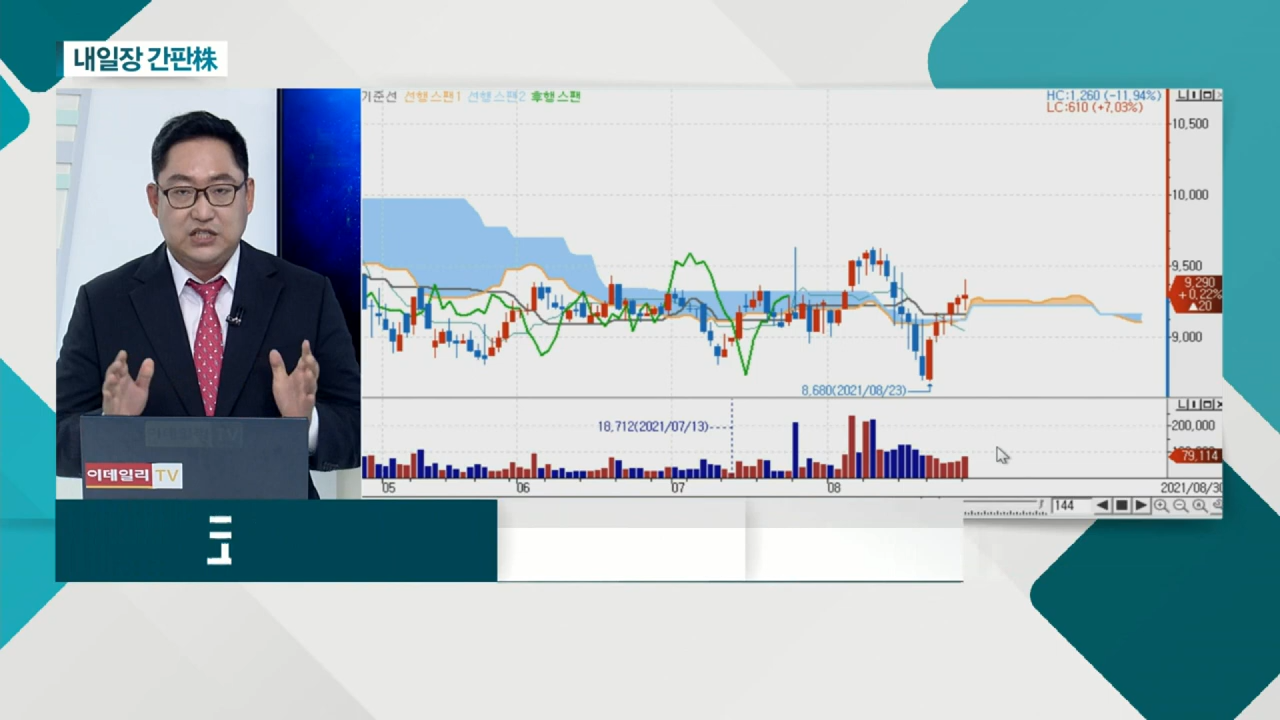 내일장 간판株
기준선 선행스팬1 선행스팬2 후행스팬
HC:1,260 (-11,94%)
LC:610 (+7,03%)
10,500
10,000
9,500
9,290
+0,22%
▲20
9,000
8,680(2021/08/23)
18,712(2021/07/13)
200,000
79,114
05 06 07 08 2021/08/30
144
이데일리 TV